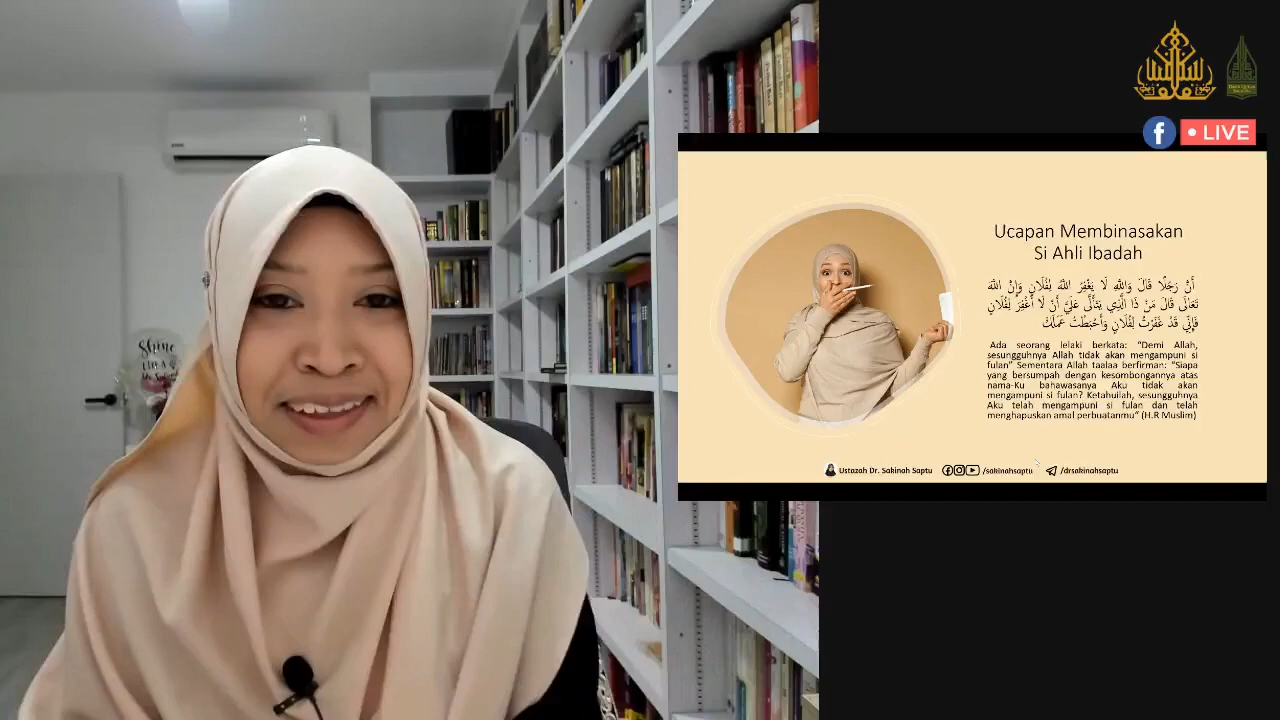 LIVE
Shine
Ucapan Membinasakan
Si Ahli Ibadah
أَنَّ رَجُلًا قَالَ وَاللَّهِ لَا يَغْفِرُ اللَّهُ لِفُلَانٍ وَإِنَّ اللَّهَ
تَعَالَى قَالَ مَنْ ذَا الَّذِي يَتَأَلَّى عَلَيَّ أَنْ لَا أَغْفِرَ لِفُلَانٍ
فَإِنِّي قَدْ غَفَرْتُ لِفُلَانٍ وَأَحْبَطْتُ عَمَلَكَ
Ada seorang lelaki berkata: “Demi Allah,
sesungguhnya Allah tidak akan mengampuni si
fulan” Sementara Allah taalaa berfirman: “Siapa
yang bersumpah dengan kesombongannya atas
nama-Ku bahawasanya Aku tidak akan
mengampuni si fulan? Ketahuilah, sesungguhnya
Aku telah mengampuni si fulan dan telah
menghapuskan amal perbuatanmu” (H.R Muslim)
Ustazah Dr. Sakinah Saptu /sakinahsaptu /drsakinahsaptu